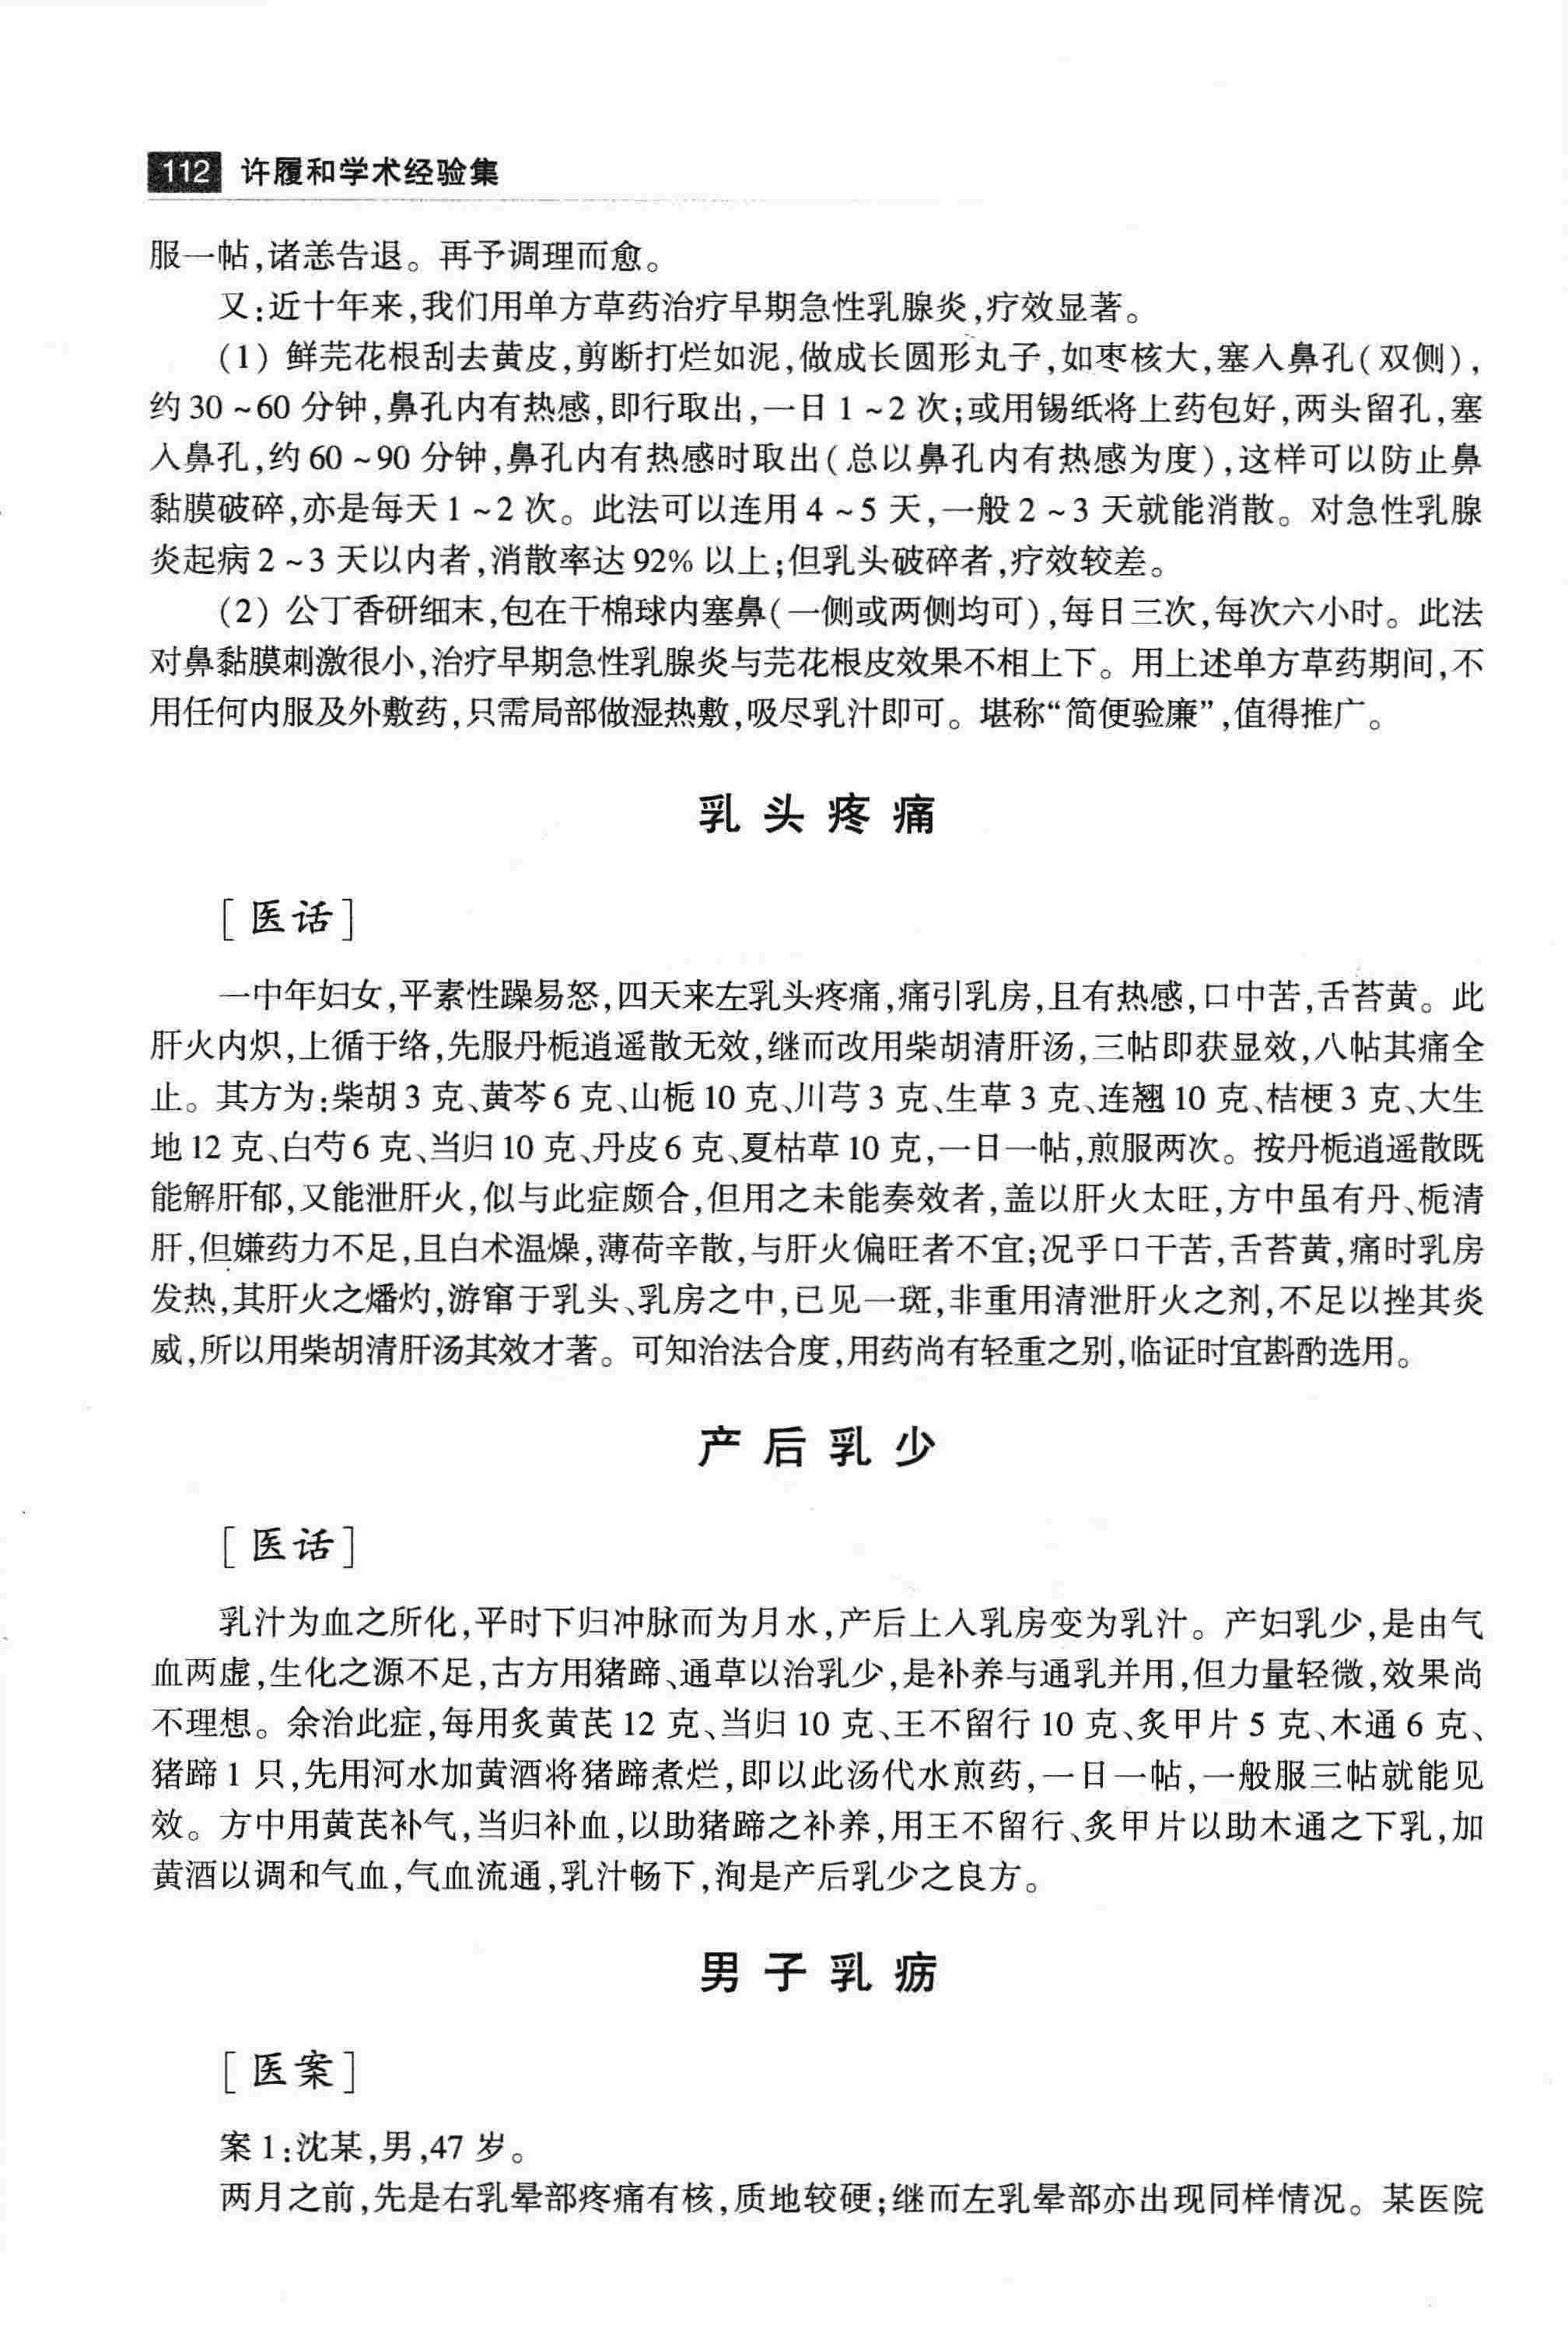 112 许履和学术经验集
服一帖,诸恙告退。再予调理而愈。
又:近十年来,我们用单方草药治疗早期急性乳腺炎,疗效显著。
(1) 鲜芫花根刮去黄皮,剪断打烂如泥,做成长圆形丸子,如枣核大,塞入鼻孔(双侧),
约 30 ~60 分钟,鼻孔内有热感,即行取出,一日 1 ~2 次;或用锡纸将上药包好,两头留孔,塞
入鼻孔,约 60 ~90 分钟,鼻孔内有热感时取出(总以鼻孔内有热感为度),这样可以防止鼻
黏膜破碎,亦是每天 1 ~2 次。此法可以连用 4 ~5 天,一般 2 ~3 天就能消散。对急性乳腺
炎起病 2 ~3 天以内者,消散率达 92% 以上;但乳头破碎者,疗效较差。
(2) 公丁香研细末,包在干棉球内塞鼻(一侧或两侧均可),每日三次,每次六小时。此法
对鼻黏膜刺激很小,治疗早期急性乳腺炎与芫花根皮效果不相上下。用上述单方草药期间,不
用任何内服及外敷药,只需局部做湿热敷,吸尽乳汁即可。堪称“简便验廉”,值得推广。
乳头疼痛
[医话]
一中年妇女,平素性躁易怒,四天来左乳头疼痛,痛引乳房,且有热感,口中苦,舌苔黄。此
肝火内炽,上循于络,先服丹栀逍遥散无效,继而改用柴胡清肝汤,三帖即获显效,八帖其痛全
止。其方为:柴胡 3 克、黄芩 6 克、山栀 10 克、川芎 3 克、生草 3 克、连翘 10 克、桔梗 3 克、大生
地 12 克、白芍 6 克、当归 10 克、丹皮 6 克、夏枯草 10 克,一日一帖,煎服两次。按丹栀逍遥散既
能解肝郁,又能泄肝火,似与此症颇合,但用之未能奏效者,盖以肝火太旺,方中虽有丹、栀清
肝,但嫌药力不足,且白术温燥,薄荷辛散,与肝火偏旺者不宜;况乎口干苦,舌苔黄,痛时乳房
发热,其肝火之燔灼,游窜于乳头、乳房之中,已见一斑,非重用清泄肝火之剂,不足以挫其炎
威,所以用柴胡清肝汤其效才著。可知治法合度,用药尚有轻重之别,临证时宜斟酌选用。
产后乳少
[医话]
乳汁为血之所化,平时下归冲脉而为月水,产后上入乳房变为乳汁。产妇乳少,是由气
血两虚,生化之源不足,古方用猪蹄、通草以治乳少,是补养与通乳并用,但力量轻微,效果尚
不理想。余治此症,每用炙黄芪 12 克、当归 10 克、王不留行 10 克、炙甲片 5 克、木通 6 克、
猪蹄 1 只,先用河水加黄酒将猪蹄煮烂,即以此汤代水煎药,一日一帖,一般服三帖就能见
效。方中用黄芪补气,当归补血,以助猪蹄之补养,用王不留行、炙甲片以助木通之下乳,加
黄酒以调和气血,气血流通,乳汁畅下,洵是产后乳少之良方。
男子乳疬
[医案]
案 1:沈某,男,47 岁。
两月之前,先是右乳晕部疼痛有核,质地较硬;继而左乳晕部亦出现同样情况。某医院